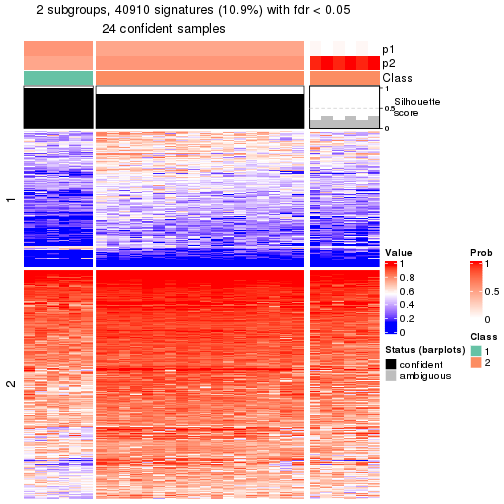 2 subgroups, 40910 signatures (10.9%) with fdr < 0.05
24 confident samples
p1
p2
Class
1
0.5
0
Silhouette
score
1
2
Value
1
0.8
0.6
0.4
0.2
0
Prob
1
0.5
0
Status (barplots)
confident
ambiguous
Class
1
2